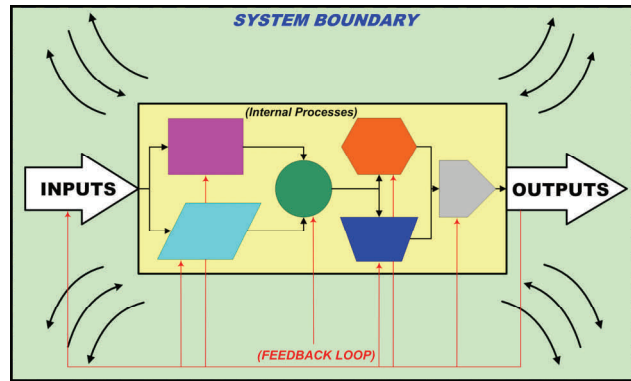 SYSTEM BOUNDARY
(Internal Processes)
INPUTS
OUTPUTS
(FEEDBACK LOOP)